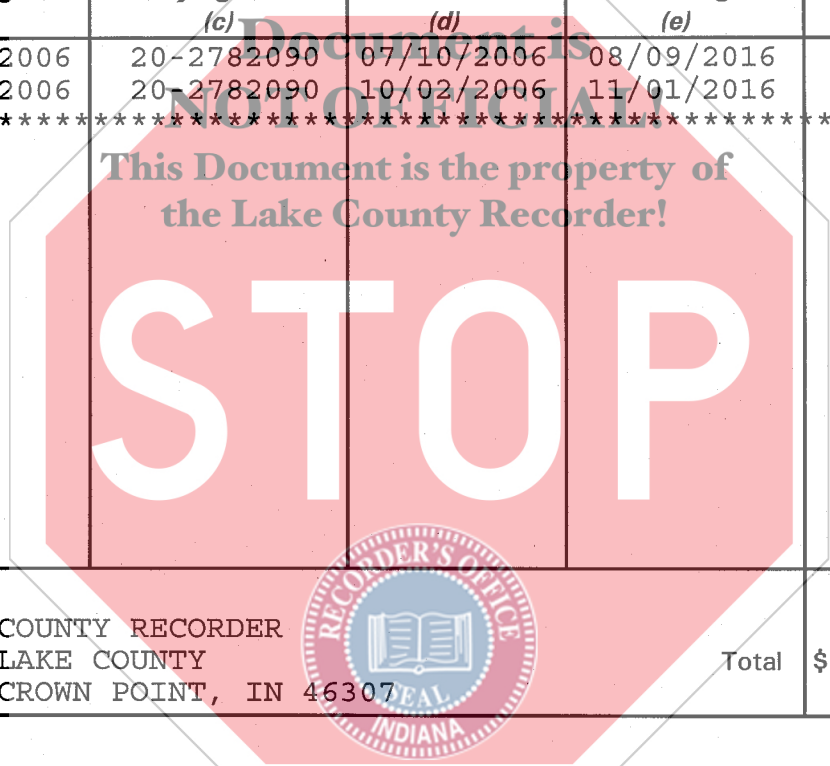 (c) (d) (e)
Document is
2006 20-2782090 07/10/2006 08/09/2016
2006 20-2782090 10/02/2006 11/01/2016
NOT OFFICIAL!
This Document is the property of
the Lake County Recorder!
STOP
RECORDER'S OFFICE
SEAL
INDIANA
COUNTY RECORDER
LAKE COUNTY
CROWN POINT, IN 46307
Total $